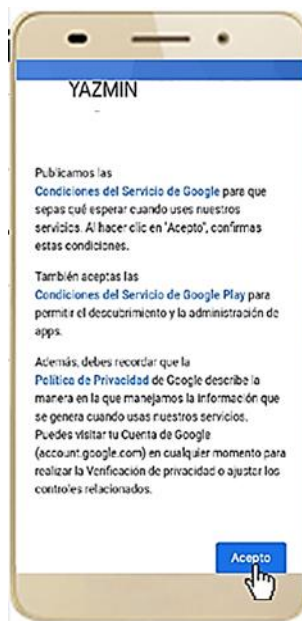 YAZMIN
Publicamos las
Condiciones del Servicio de Google para que
sepas qué esperar cuando uses nuestros
servicios. Al hacer clic en "Acepto", confirmas
estas condiciones.
También aceptas las
Condiciones del Servicio de Google Play para
permitir el descubrimiento y la administración de
apps.
Además, debes recordar que la
Política de Privacidad de Google describe la
manera en la que manejamos la información que
se genera cuando usas nuestros servicios.
Puedes visitar tu Cuenta de Google
(account.google.com) en cualquier momento para
realizar la Verificación de privacidad o ajustar los
controles relacionados.
Acepto